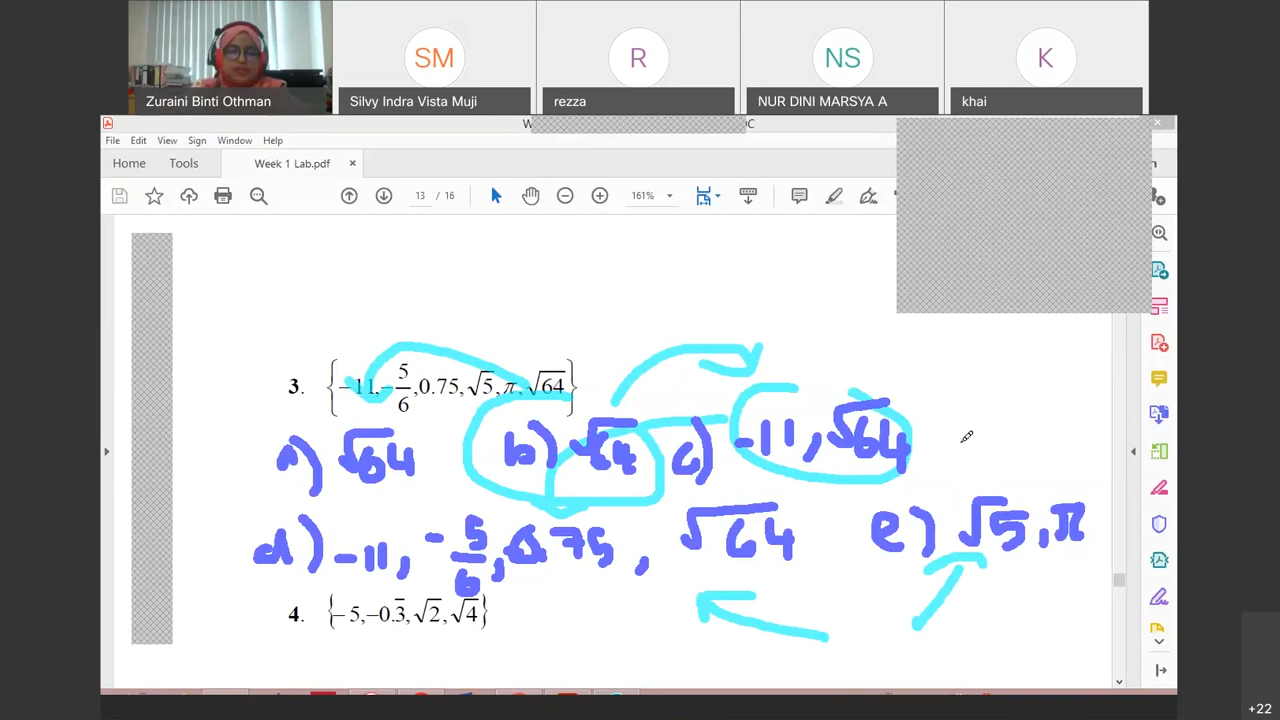 SM
R
NS
K
Zuraini Binti Othman
Silvy Indra Vista Muji
rezza
NUR DINI MARSYA A
khai
W
C
File Edit View Sign Window Help
Home Tools Week 1 Lab.pdf
13 / 16 161%
3. {-11, -5/6, 0.75, √5, π, √64}
a) √64 b) √64 c) -11, √64
d) -11, -5/6, 0.75, √64 e) √5, π
4. {-5, -0.3̅, √2, √4}
+22